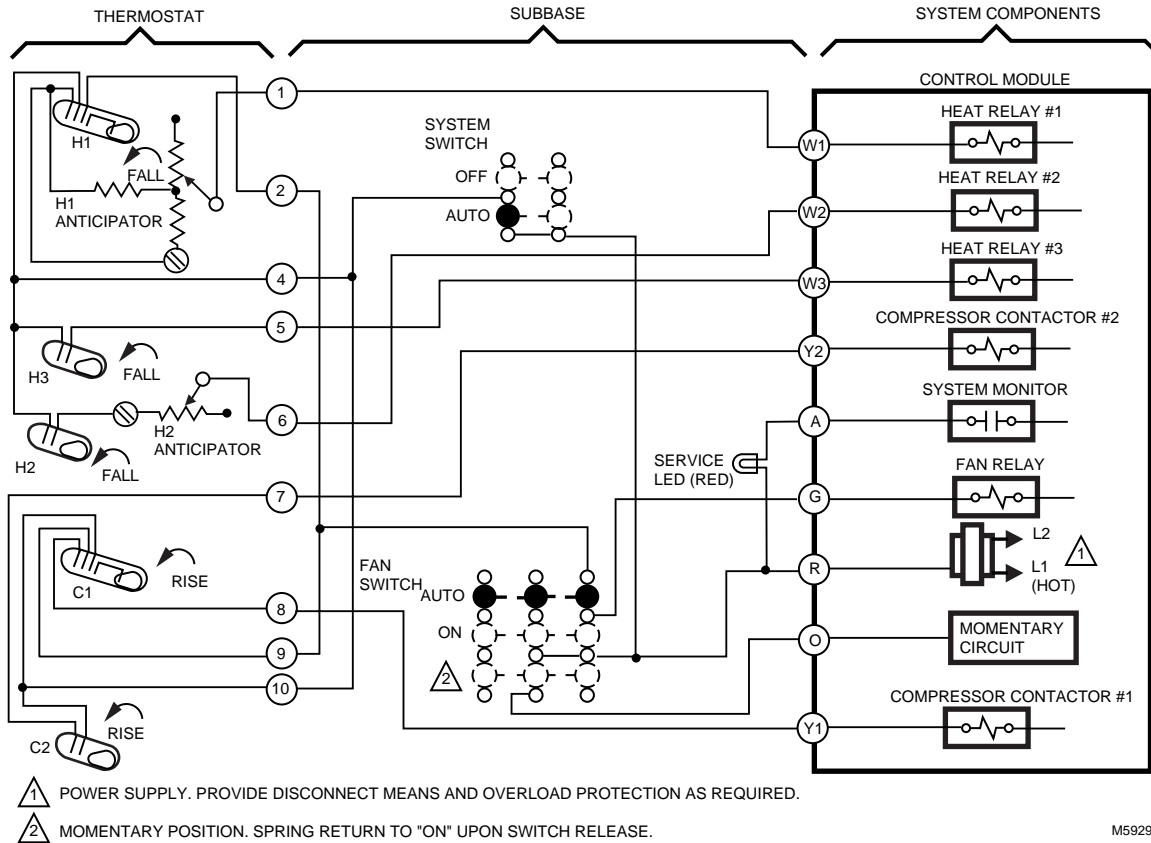 THERMOSTAT
SUBBASE
SYSTEM COMPONENTS
CONTROL MODULE
H1
FALL
H1
ANTICIPATOR
H3
FALL
H2
ANTICIPATOR
H2
FALL
C1
RISE
C2
RISE
1
2
4
5
6
7
8
9
10
SYSTEM
SWITCH
OFF
AUTO
SERVICE
LED (RED)
FAN
SWITCH
AUTO
ON
2
W1
HEAT RELAY #1
W2
HEAT RELAY #2
W3
HEAT RELAY #3
Y2
COMPRESSOR CONTACTOR #2
A
SYSTEM MONITOR
G
FAN RELAY
R
L2
L1
(HOT)
1
O
MOMENTARY
CIRCUIT
Y1
COMPRESSOR CONTACTOR #1
1 POWER SUPPLY. PROVIDE DISCONNECT MEANS AND OVERLOAD PROTECTION AS REQUIRED.
2 MOMENTARY POSITION. SPRING RETURN TO "ON" UPON SWITCH RELEASE.
M5929